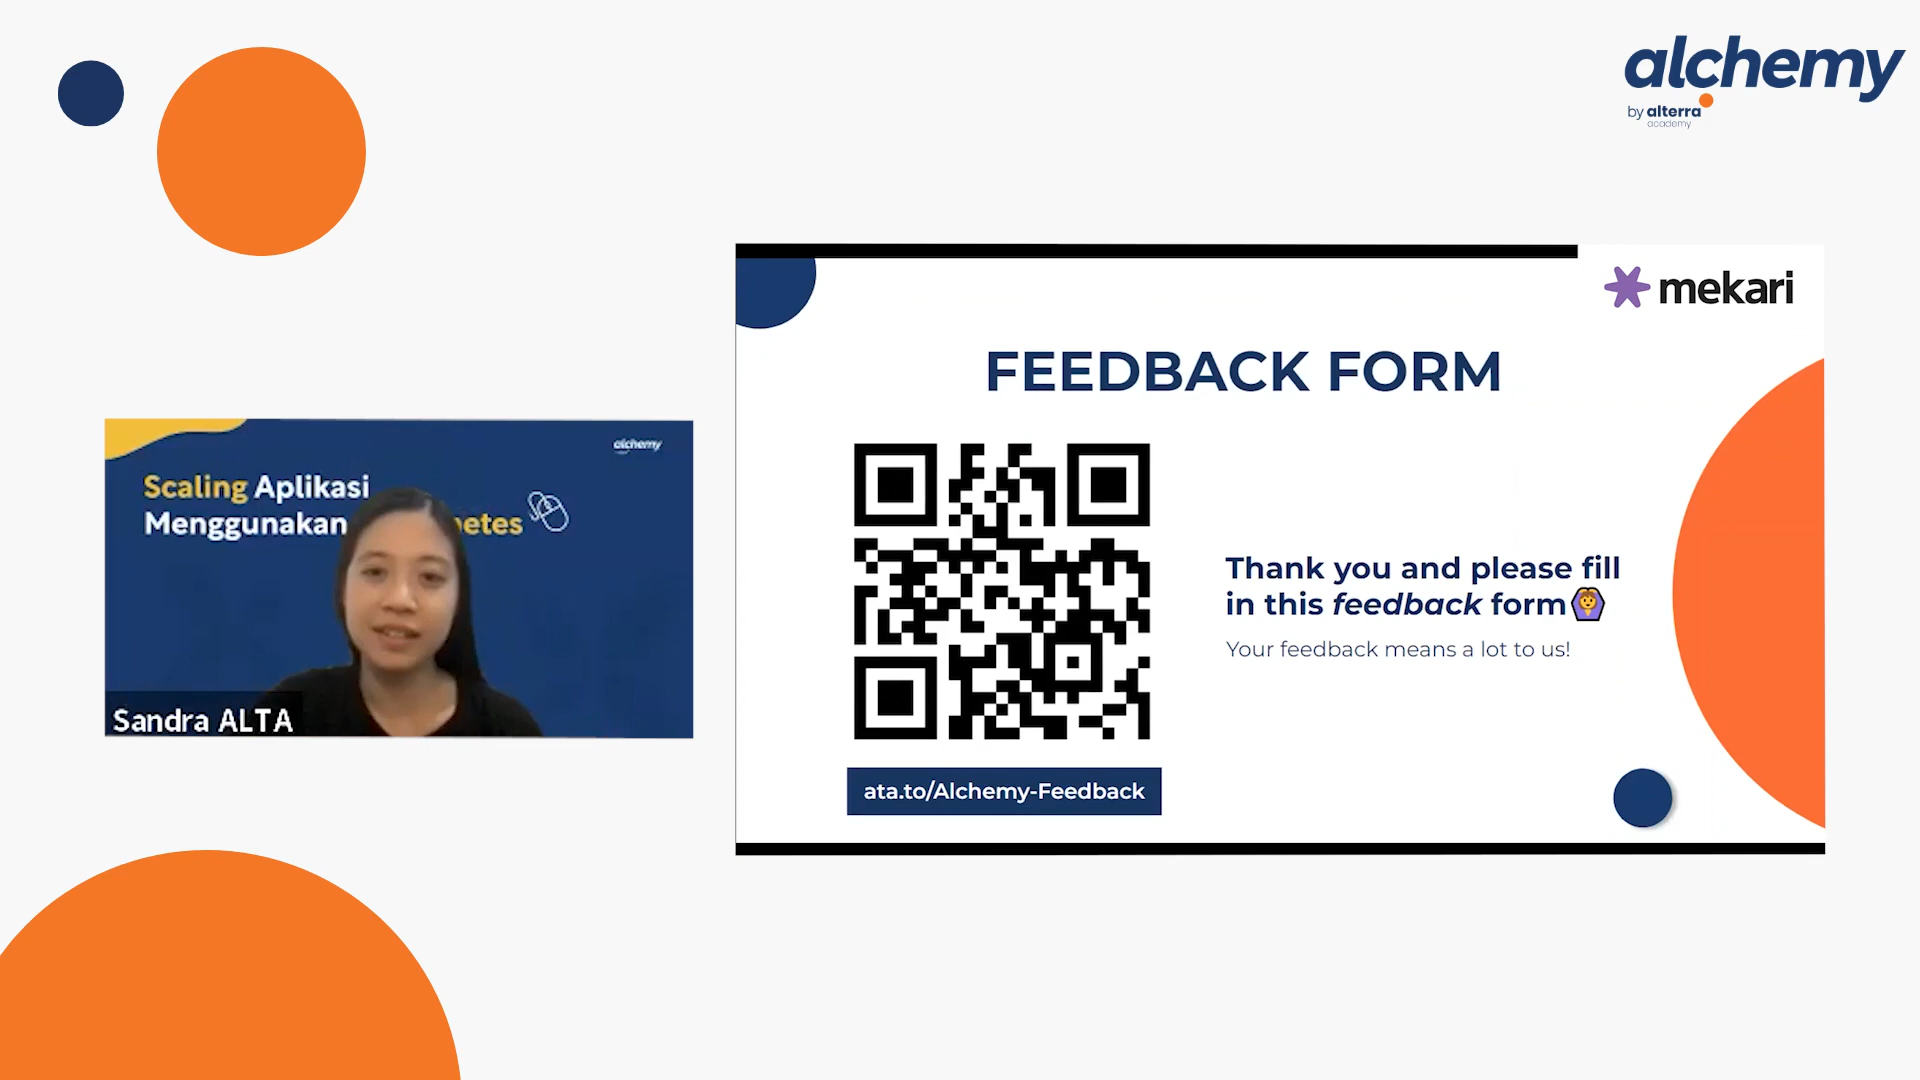 alchemy
by alterra
academy
mekari
FEEDBACK FORM
alchemy
Scaling Aplikasi
Menggunakan
Thank you and please fill
in this feedback form
Your feedback means a lot to us!
Sandra ALTA
ata.to/Alchemy-Feedback